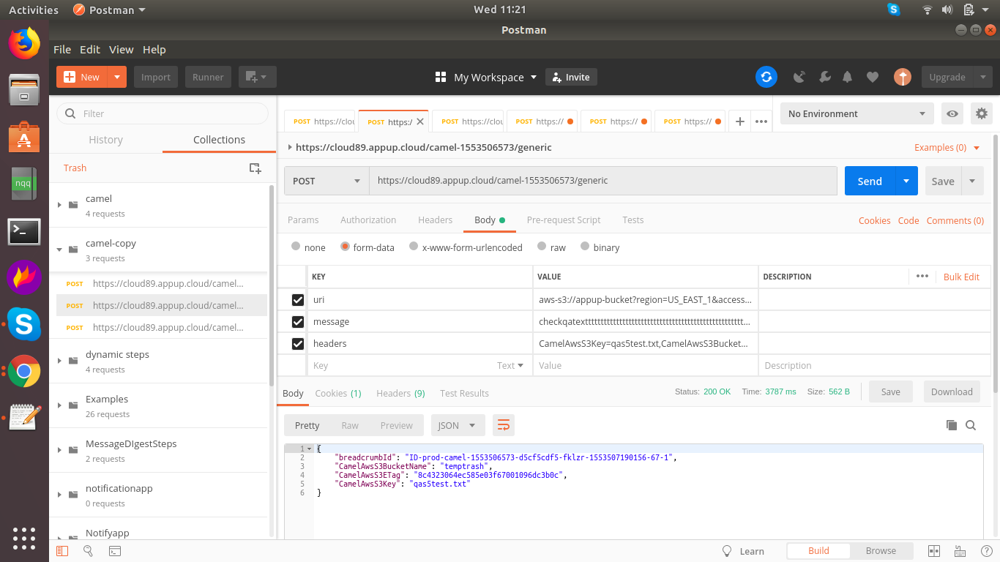 Activities Postman Wed 11:21
Postman
File Edit View Help
New Import Runner My Workspace Invite Upgrade
Filter
History Collections
Trash
camel
4 requests
camel-copy
3 requests
POST https://cloud89.appup.cloud/camel...
POST https://cloud89.appup.cloud/camel...
POST https://cloud89.appup.cloud/camel...
dynamic steps
4 requests
Examples
26 requests
MessageDIgestSteps
2 requests
notificationapp
0 requests
Notifyapp
nqq
POST https://clou POST https:/ POST https://clou POST https:// POST https:// POST https://
No Environment
https://cloud89.appup.cloud/camel-1553506573/generic Examples (0)
POST https://cloud89.appup.cloud/camel-1553506573/generic Send Save
Params Authorization Headers Body Pre-request Script Tests Cookies Code Comments (0)
none form-data x-www-form-urlencoded raw binary
KEY VALUE DESCRIPTION Bulk Edit
uri aws-s3://appup-bucket?region=US_EAST_1&access...
message
headers CamelAwsS3Key=qas5test.txt,CamelAwsS3Bucket...
Key Text Value Description
Body Cookies (1) Headers (9) Test Results Status: 200 OK Time: 3787 ms Size: 562 B Save Download
Pretty Raw Preview JSON
1 {
2 "breadcrumbId": "ID-prod-camel-1553506573-d5cf5cdf5-fklzr-1553507190156-67-1",
3 "CamelAwsS3BucketName": "temptrash",
4 "CamelAwsS3ETag": "8c4323064ec585e03f67001096dc3b0c",
5 "CamelAwsS3Key": "qas5test.txt"
6 }
Learn Build Browse